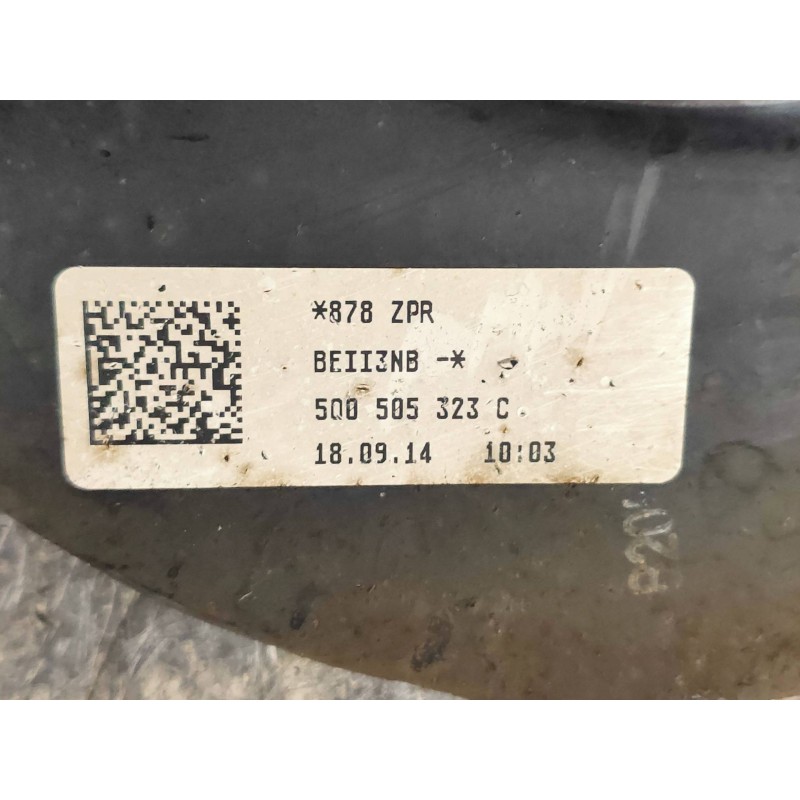 *878 ZPR
BEII3NB -*
5Q0 505 323 C
18.09.14 10:03